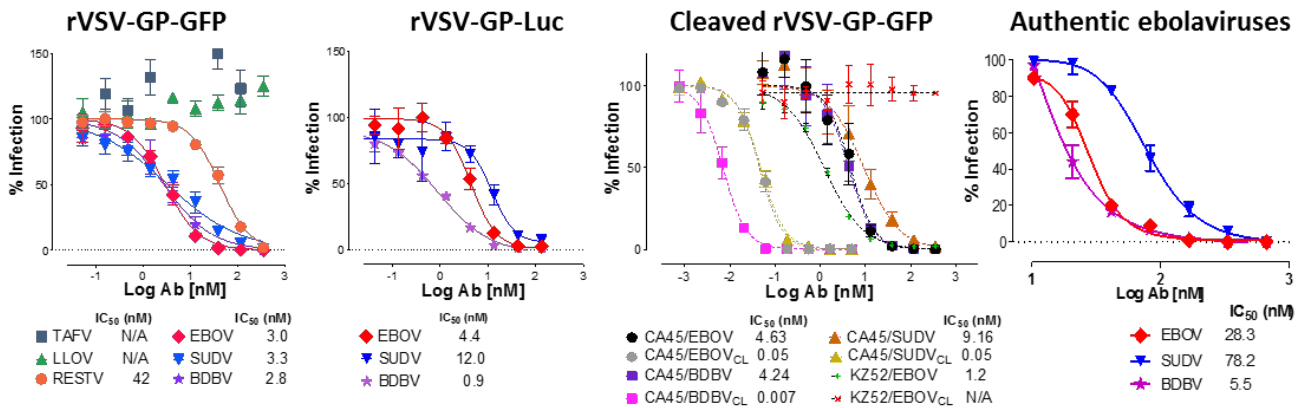 rVSV-GP-GFP
rVSV-GP-Luc
Cleaved rVSV-GP-GFP
Authentic ebolaviruses
% Infection
150
100
50
0
-1 0 1 2 3
Log Ab [nM]
IC50 (nM)
TAFV N/A
LLOV N/A
RESTV 42
IC50 (nM)
EBOV 3.0
SUDV 3.3
BDBV 2.8
% Infection
150
100
50
0
-1 0 1 2 3
Log Ab [nM]
IC50 (nM)
EBOV 4.4
SUDV 12.0
BDBV 0.9
% Infection
100
50
0
-3 -2 -1 0 1 2 3
Log Ab [nM]
IC50 (nM)
CA45/EBOV 4.63
CA45/EBOVCL 0.05
CA45/BDBV 4.24
CA45/BDBVCL 0.007
IC50 (nM)
CA45/SUDV 9.16
CA45/SUDVCL 0.05
KZ52/EBOV 1.2
KZ52/EBOVCL N/A
% Infection
100
80
60
40
20
0
1 2 3
Log Ab [nM]
IC50 (nM)
EBOV 28.3
SUDV 78.2
BDBV 5.5